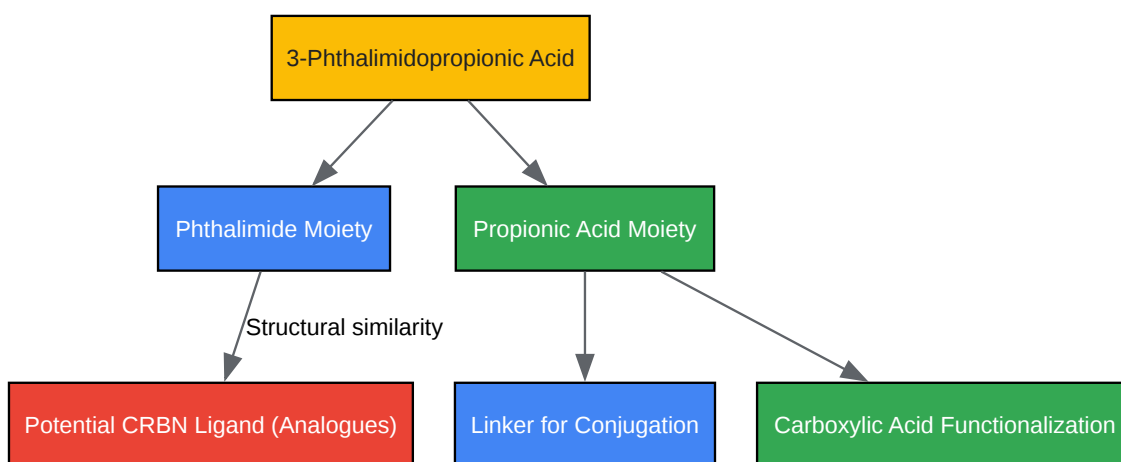 3-Phthalimidopropionic Acid
Phthalimide Moiety
Propionic Acid Moiety
Structural similarity
Potential CRBN Ligand (Analogues)
Linker for Conjugation
Carboxylic Acid Functionalization